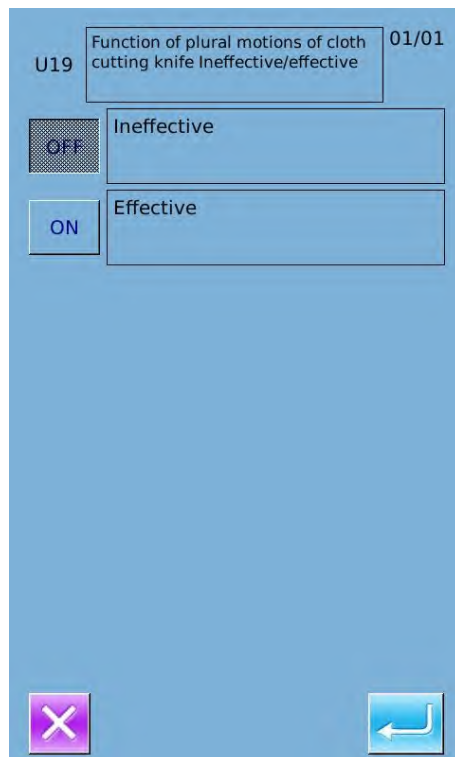 U19
Function of plural motions of cloth
cutting knife Ineffective/effective
01/01
OFF
Ineffective
ON
Effective